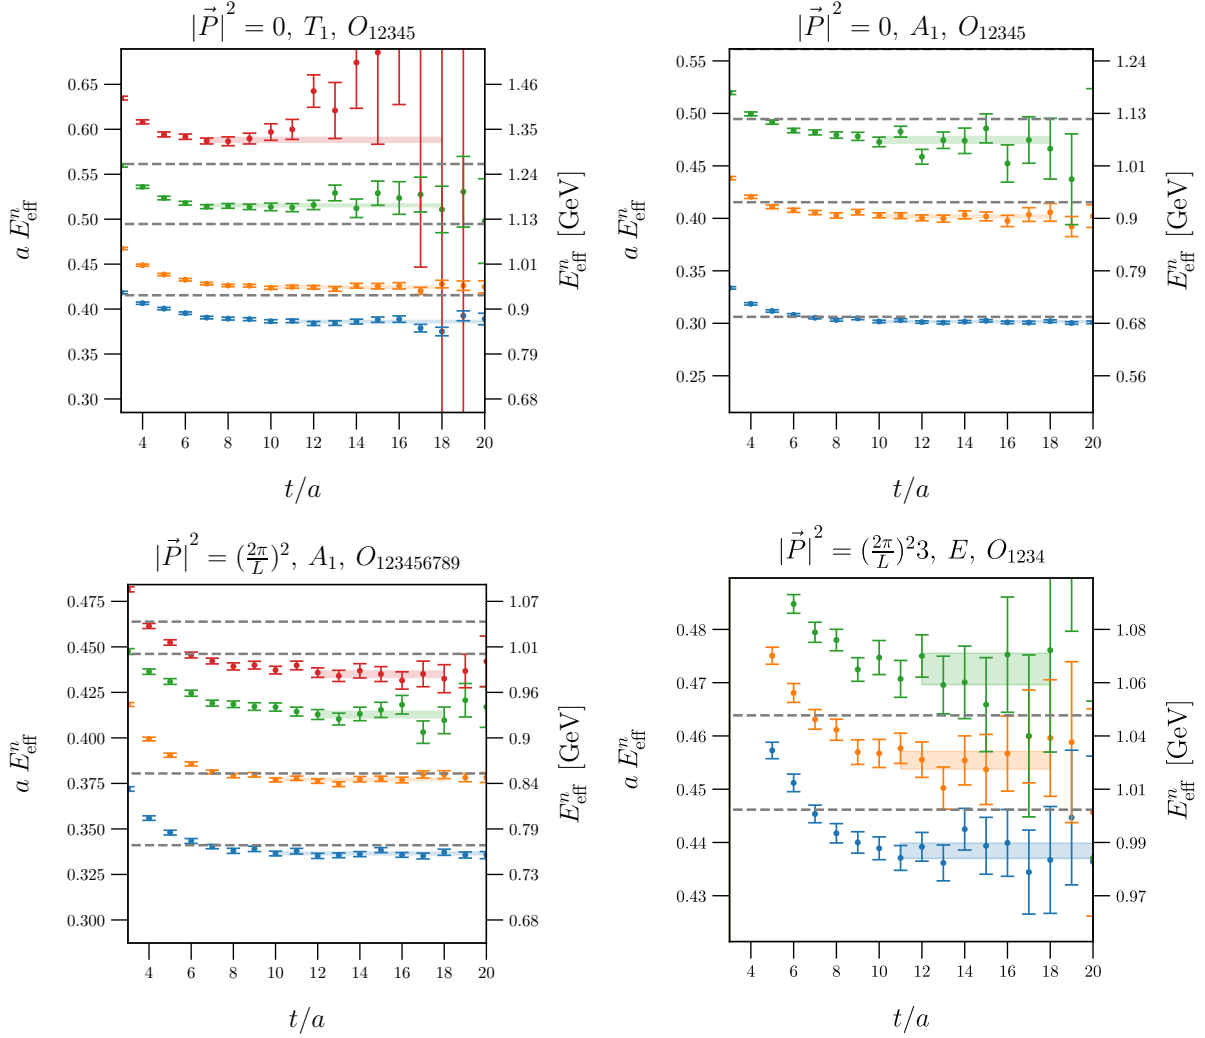 |P⃗|² = 0, T₁, O₁₂₃₄₅
0.65
0.60
0.55
0.50
0.45
0.40
0.35
0.30
a Eⁿ_eff
1.46
1.35
1.24
1.13
1.01
0.9
0.79
0.68
Eⁿ_eff [GeV]
4 6 8 10 12 14 16 18 20
t/a
|P⃗|² = 0, A₁, O₁₂₃₄₅
0.55
0.50
0.45
0.40
0.35
0.30
0.25
a Eⁿ_eff
1.24
1.13
1.01
0.9
0.79
0.68
0.56
Eⁿ_eff [GeV]
4 6 8 10 12 14 16 18 20
t/a
|P⃗|² = (2π/L)², A₁, O₁₂₃₄₅₆₇₈₉
0.475
0.450
0.425
0.400
0.375
0.350
0.325
0.300
a Eⁿ_eff
1.07
1.01
0.96
0.9
0.84
0.79
0.73
0.68
Eⁿ_eff [GeV]
4 6 8 10 12 14 16 18 20
t/a
|P⃗|² = (2π/L)²3, E, O₁₂₃₄
0.48
0.47
0.46
0.45
0.44
0.43
a Eⁿ_eff
1.08
1.06
1.04
1.01
0.99
0.97
Eⁿ_eff [GeV]
4 6 8 10 12 14 16 18 20
t/a